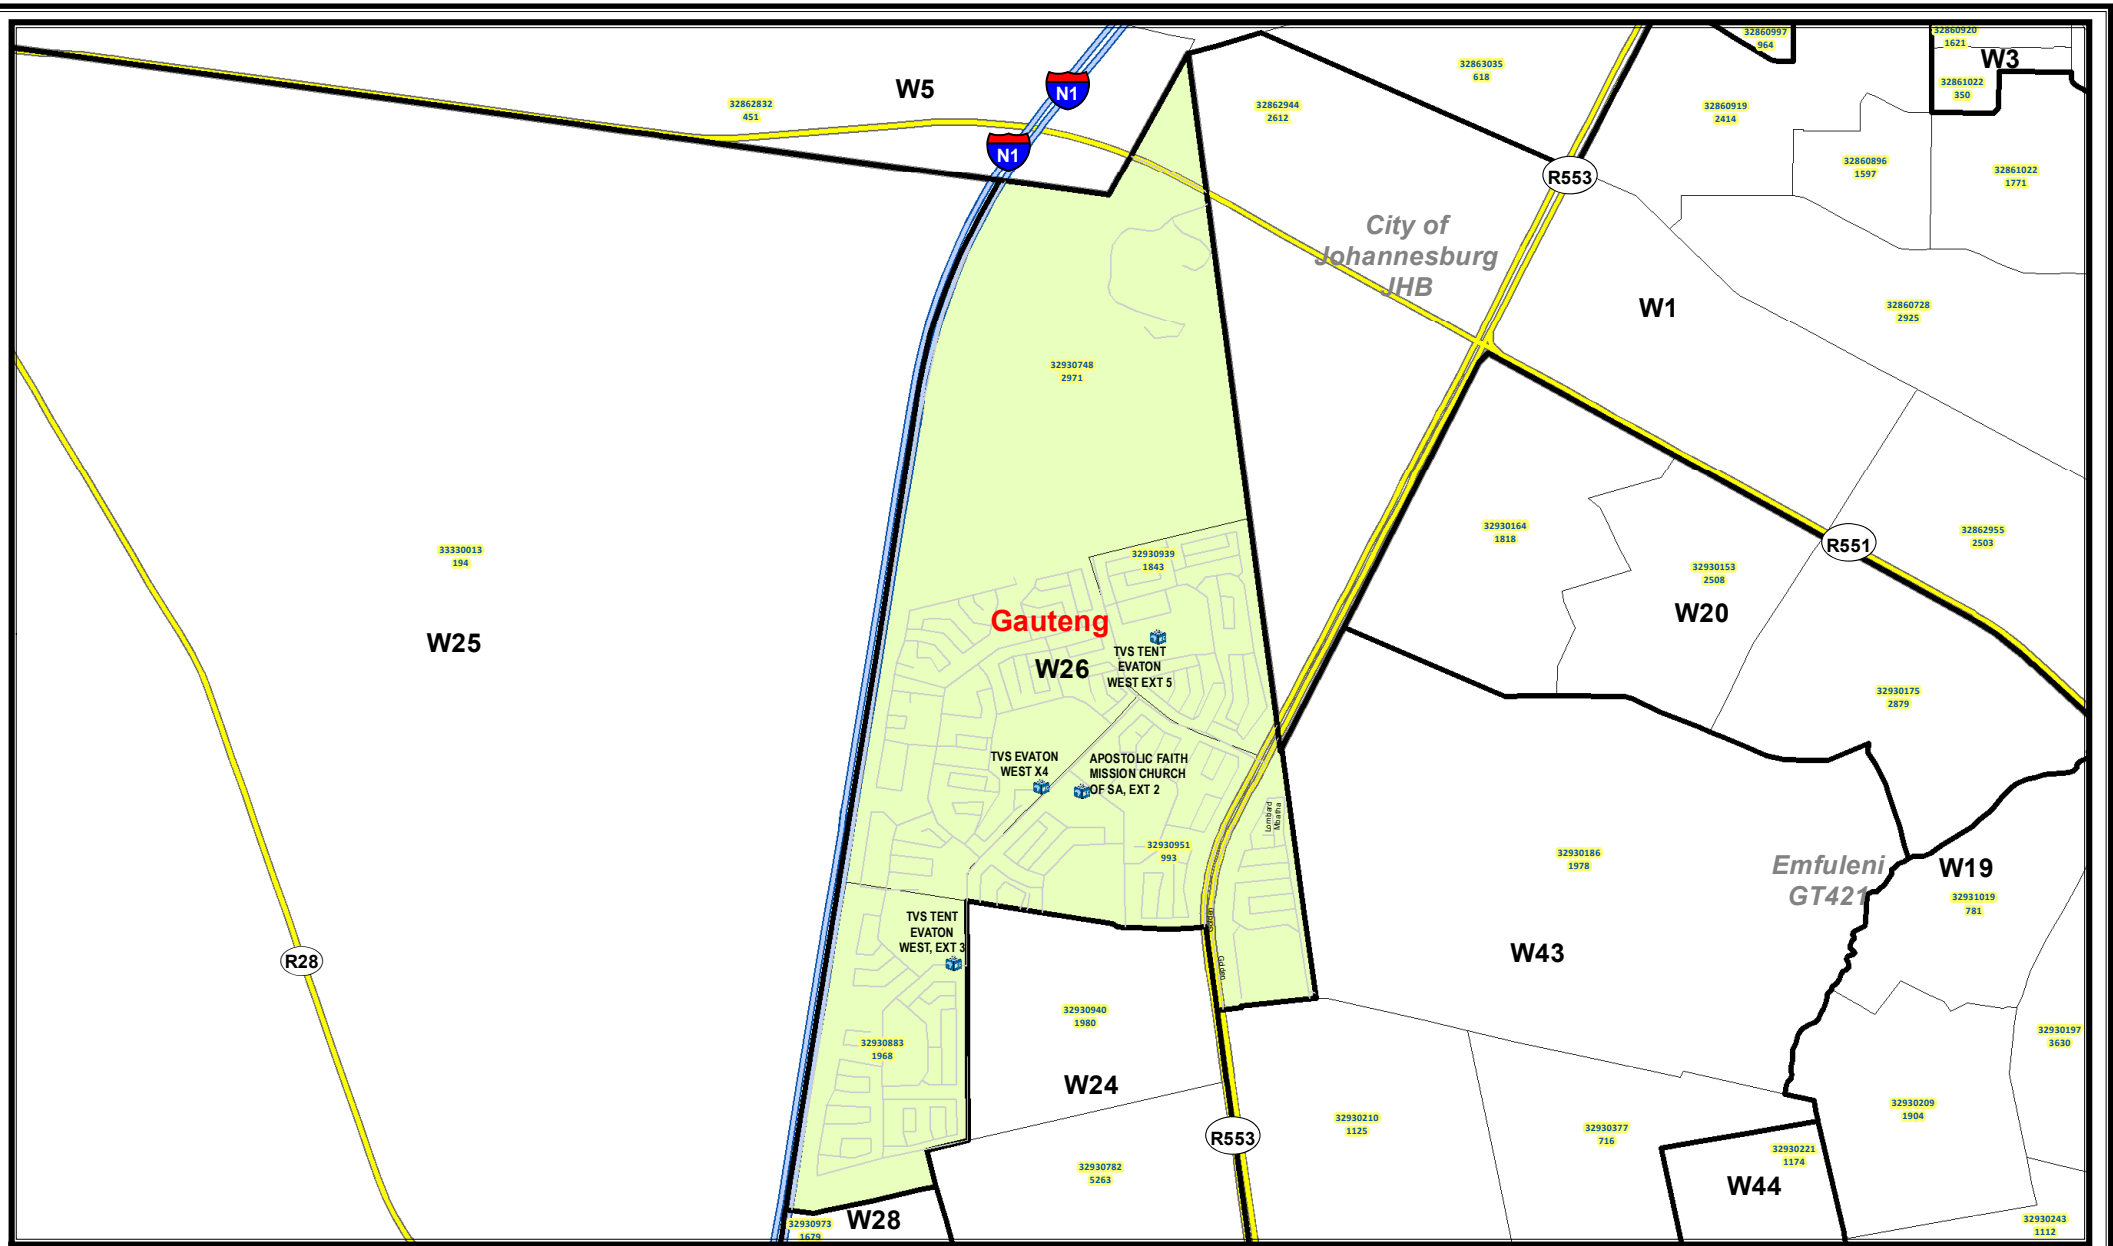 32860997
964
32860920
1621
W3
32863035
618
W5
N1
32861022
350
32862832
451
32862944
2612
32860919
2414
N1
R553
32860896
1597
32861022
1771
City of
Johannesburg
JHB
W1
32860728
2925
32930748
2971
33330013
194
32930939
1843
32930164
1818
R551
32862955
2503
32930153
2508
Gauteng
W20
W25
W26
TVS TENT
EVATON
WEST EXT 5
32930175
2879
TVS EVATON
WEST X4
APOSTOLIC FAITH
MISSION CHURCH
OF SA, EXT 2
Lombard
Moatha
32930951
993
32930186
1978
Emfuleni
GT421
W19
32931019
781
TVS TENT
EVATON
WEST, EXT 3
Golden
W43
R28
Golden
32930940
1980
32930883
1968
32930197
3630
W24
32930210
1125
32930377
716
32930209
1904
R553
32930221
1174
32930782
5263
W44
32930973
1679
W28
32930243
1112